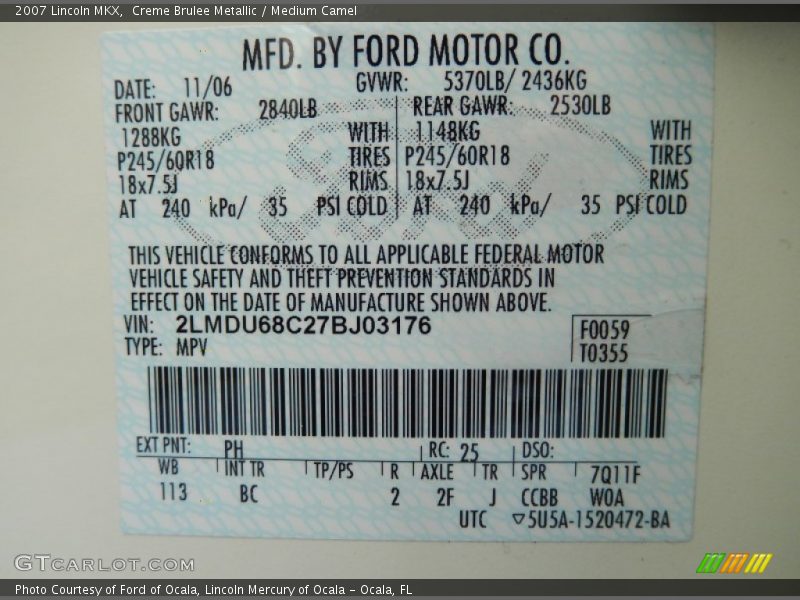 2007 Lincoln MKX, Creme Brulee Metallic / Medium Camel
MFD. BY FORD MOTOR CO.
DATE: 11/06 GVWR: 5370LB/ 2436KG
FRONT GAWR: 2840LB REAR GAWR: 2530LB
1288KG WITH 1148KG WITH
P245/60R18 TIRES P245/60R18 TIRES
18x7.5J RIMS 18x7.5J RIMS
AT 240 kPa/ 35 PSI COLD AT 240 kPa/ 35 PSI COLD
THIS VEHICLE CONFORMS TO ALL APPLICABLE FEDERAL MOTOR
VEHICLE SAFETY AND THEFT PREVENTION STANDARDS IN
EFFECT ON THE DATE OF MANUFACTURE SHOWN ABOVE.
VIN: 2LMDU68C27BJ03176 F0059
TYPE: MPV T0355
EXT PNT: PH RC: 25 DSO:
WB INT TR TP/PS R AXLE TR SPR 7Q11F
113 BC 2 2F J CCBB WOA
UTC ▽5U5A-1520472-BA
GTCARLOT.COM
Photo Courtesy of Ford of Ocala, Lincoln Mercury of Ocala – Ocala, FL